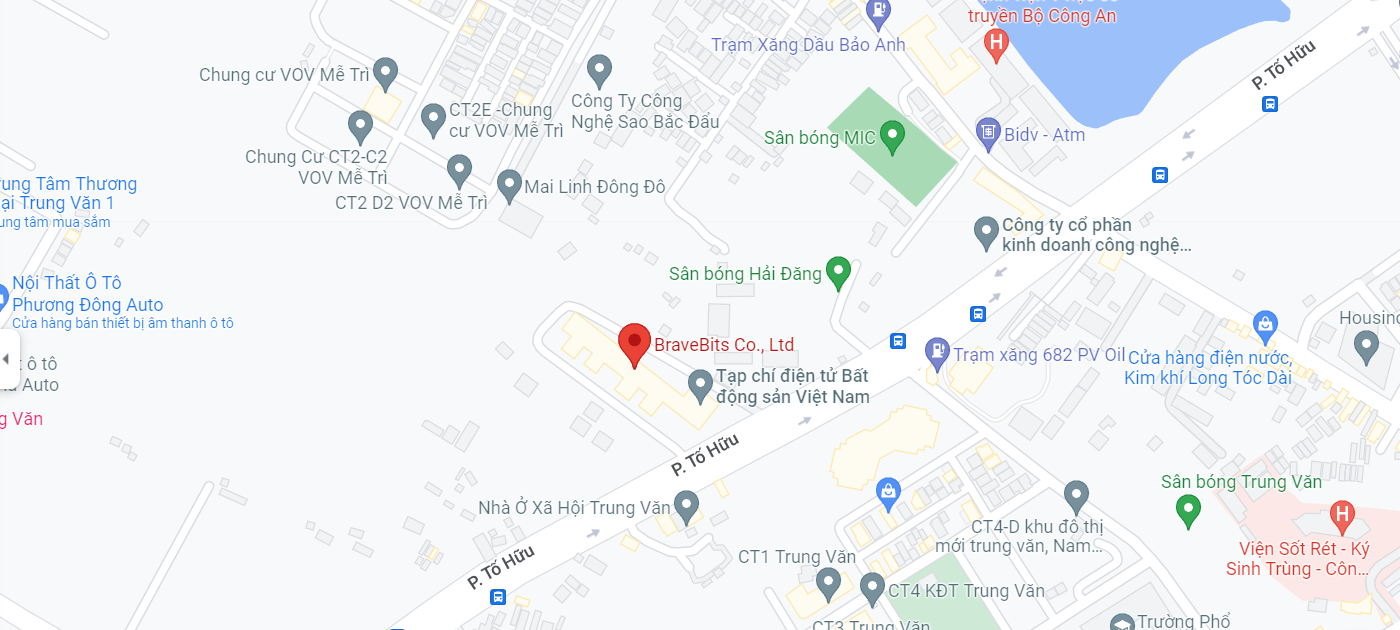 truyền Bộ Công An
Trạm Xăng Dầu Bảo Anh
P. Tố Hữu
Chung cư VOV Mễ Trì
CT2E -Chung
cư VOV Mễ Trì
Công Ty Công
Nghệ Sao Bắc Đẩu
Sân bóng MIC
Bidv - Atm
Chung Cư CT2-C2
VOV Mễ Trì
CT2 D2 VOV Mễ Trì
Mai Linh Đông Đô
Tâm Thương
Trung Văn 1
tâm mua sắm
Công ty cổ phần
kinh doanh công nghệ...
Sân bóng Hải Đăng
Nội Thất Ô Tô
Phương Đông Auto
Cửa hàng bán thiết bị âm thanh ô tô
BraveBits Co., Ltd
Tạp chí điện tử Bất
động sản Việt Nam
Trạm xăng 682 PV Oil
Cửa hàng điện nước,
Kim khí Long Tóc Dài
ô tô
Auto
Văn
P. Tố Hữu
Nhà Ở Xã Hội Trung Văn
Sân bóng Trung Văn
CT4-D khu đô thị
mới trung văn, Nam...
Viện Sốt Rét - Ký
Sinh Trùng - Côn...
P. Tố Hữu
CT1 Trung Văn
CT4 KĐT Trung Văn
CT3 Trung Văn
Trường Phổ